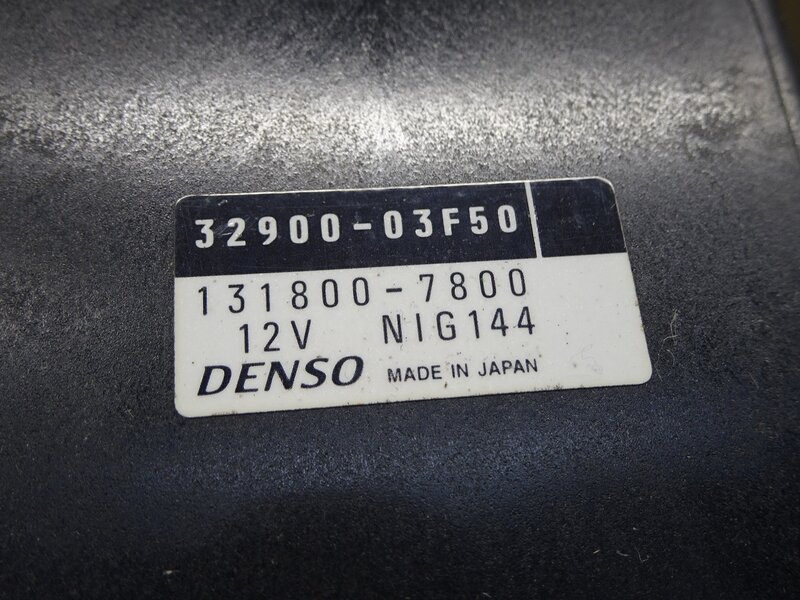 32900-03F50
131800-7800
12V NIG144
DENSO MADE IN JAPAN